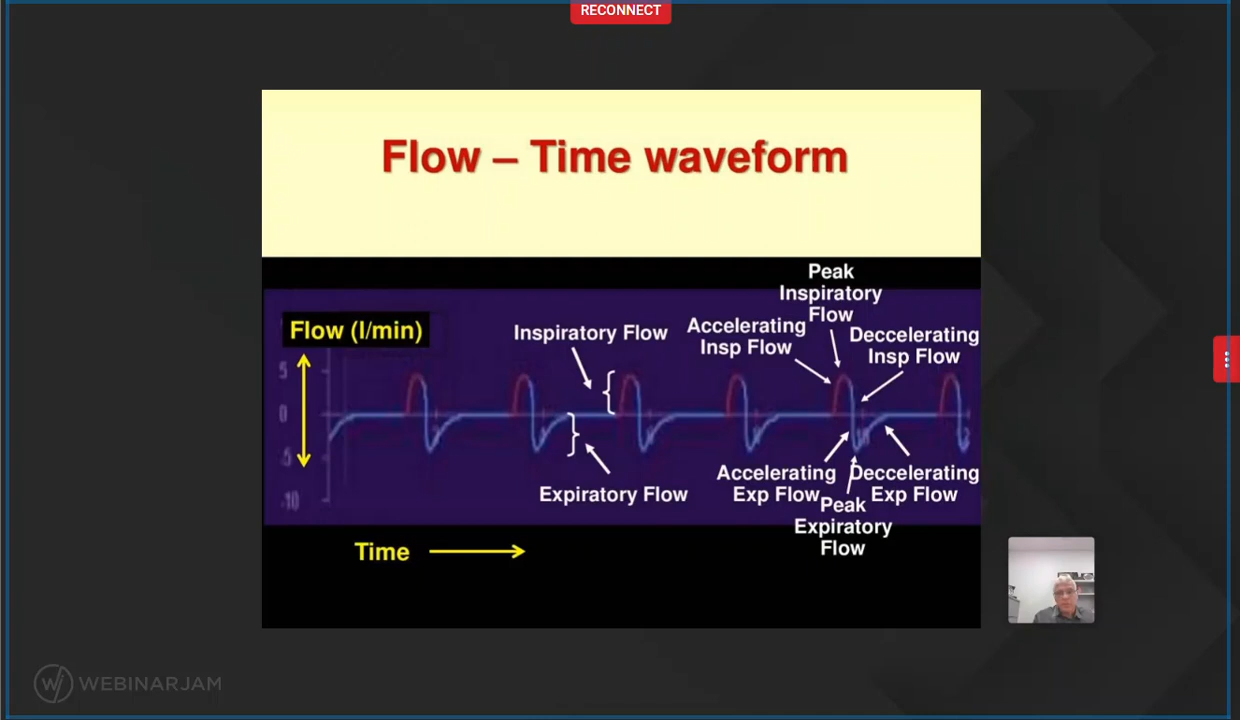 RECONNECT
Flow – Time waveform
Peak
Inspiratory
Flow
Flow (l/min)
Inspiratory Flow
Accelerating
Insp Flow
Deccelerating
Insp Flow
5
0
-10
Accelerating
Exp Flow
Deccelerating
Exp Flow
Expiratory Flow
Peak
Expiratory
Flow
Time
WEBINARJAM